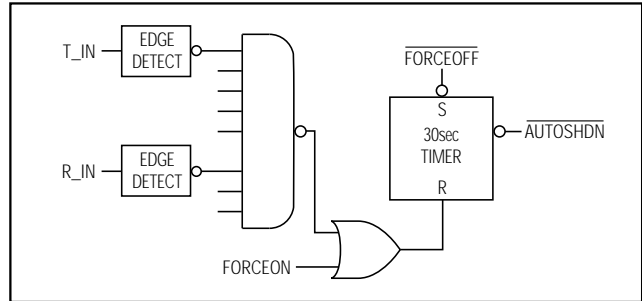 T_IN
EDGE
DETECT
R_IN
EDGE
DETECT
FORCEON
FORCEOFF
S
30sec
TIMER
R
AUTOSHDN